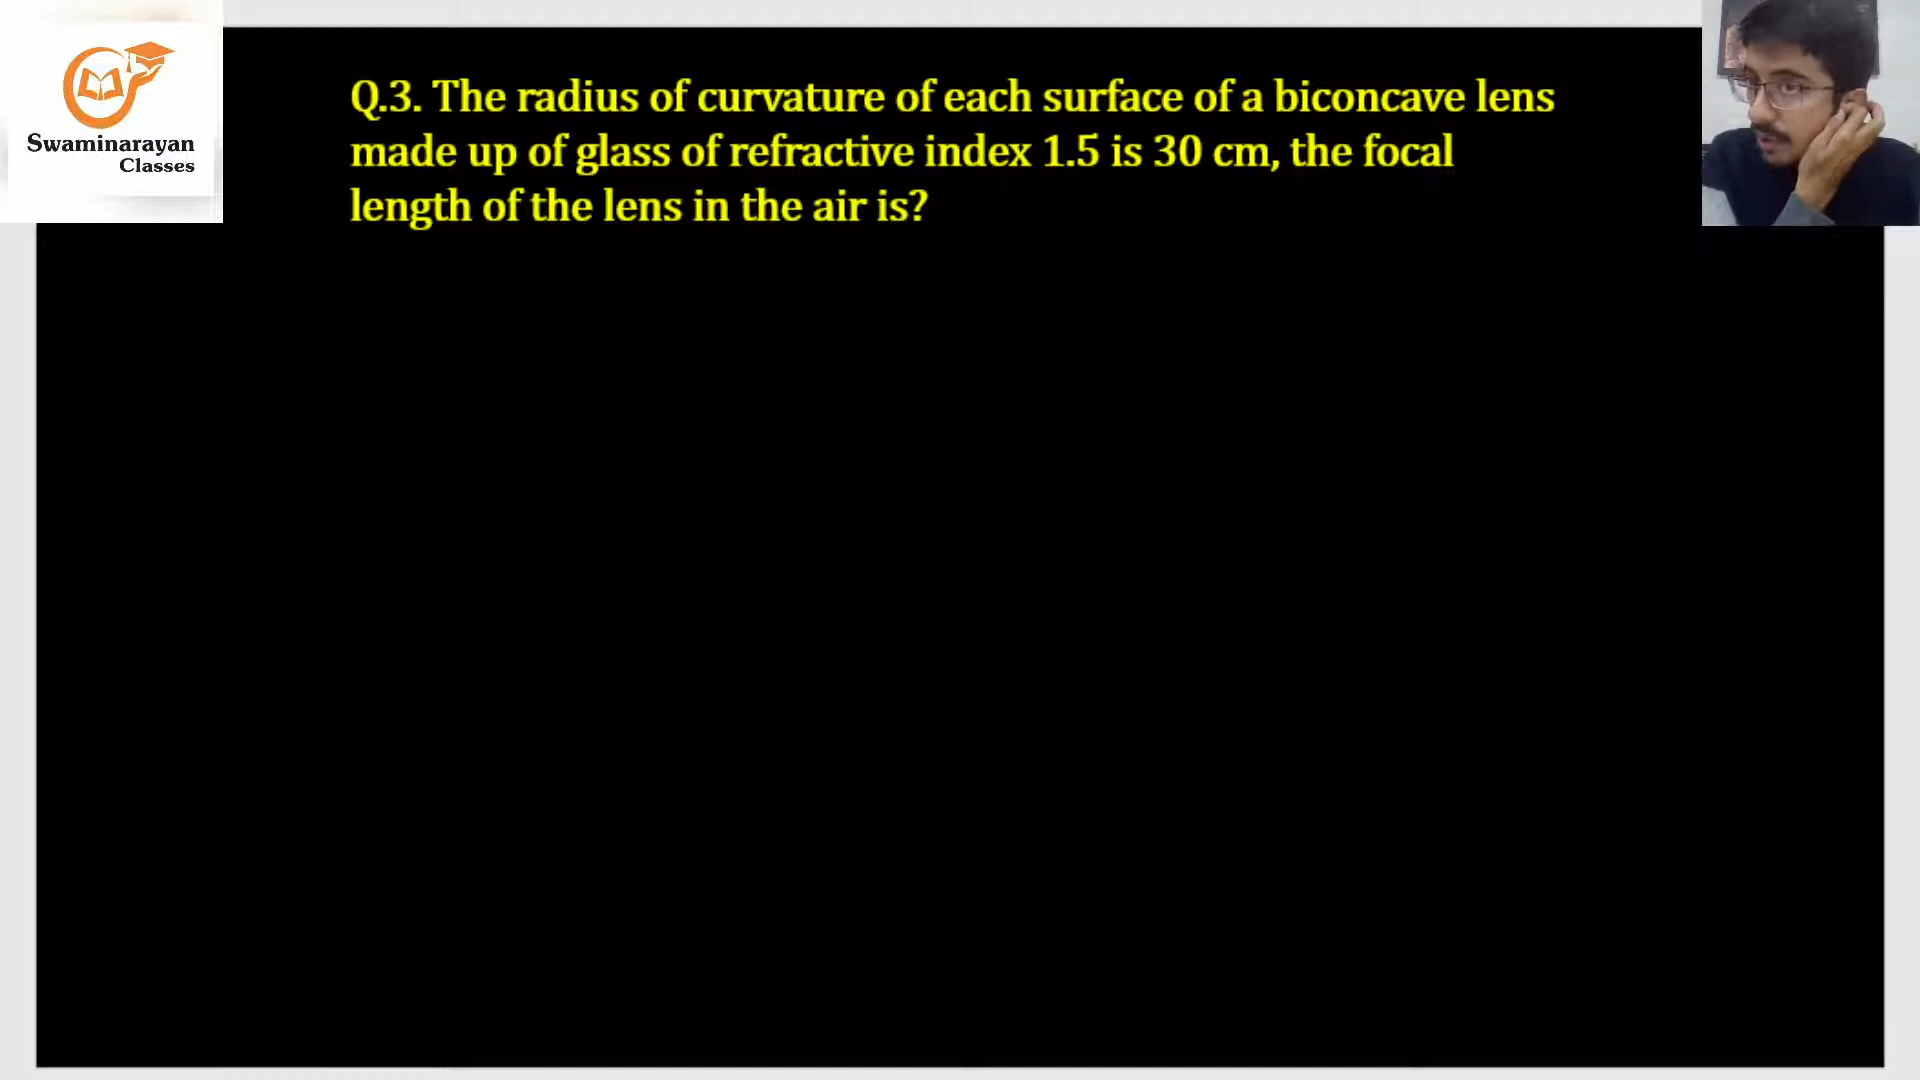 Swaminarayan
Classes
Q.3. The radius of curvature of each surface of a biconcave lens
made up of glass of refractive index 1.5 is 30 cm, the focal
length of the lens in the air is?